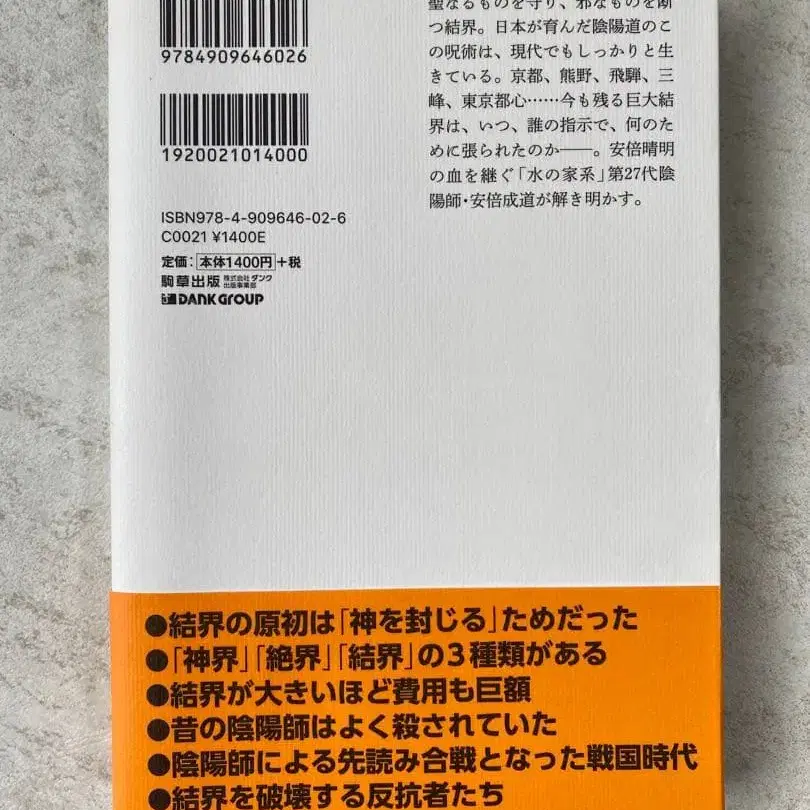 9784909646026
1920021014000
ISBN978-4-909646-02-6
C0021 ¥1400E
定価：本体1400円＋税
駒草出版 株式会社ダンク 出版事業部
DANK GROUP
聖なるものを守り、邪なものを断
つ結界。日本が育んだ陰陽道のこ
の呪術は、現代でもしっかりと生
きている。京都、熊野、飛騨、三
峰、東京都心……今も残る巨大結
界は、いつ、誰の指示で、何のた
めに張られたのか――。安倍晴明
の血を継ぐ「水の家系」第27代陰
陽師・安倍成道が解き明かす。
●結界の原初は「神を封じる」ためだった
●「神界」「絶界」「結界」の３種類がある
●結界が大きいほど費用も巨額
●昔の陰陽師はよく殺されていた
●陰陽師による先読み合戦となった戦国時代
●結界を破壊する反抗者たち